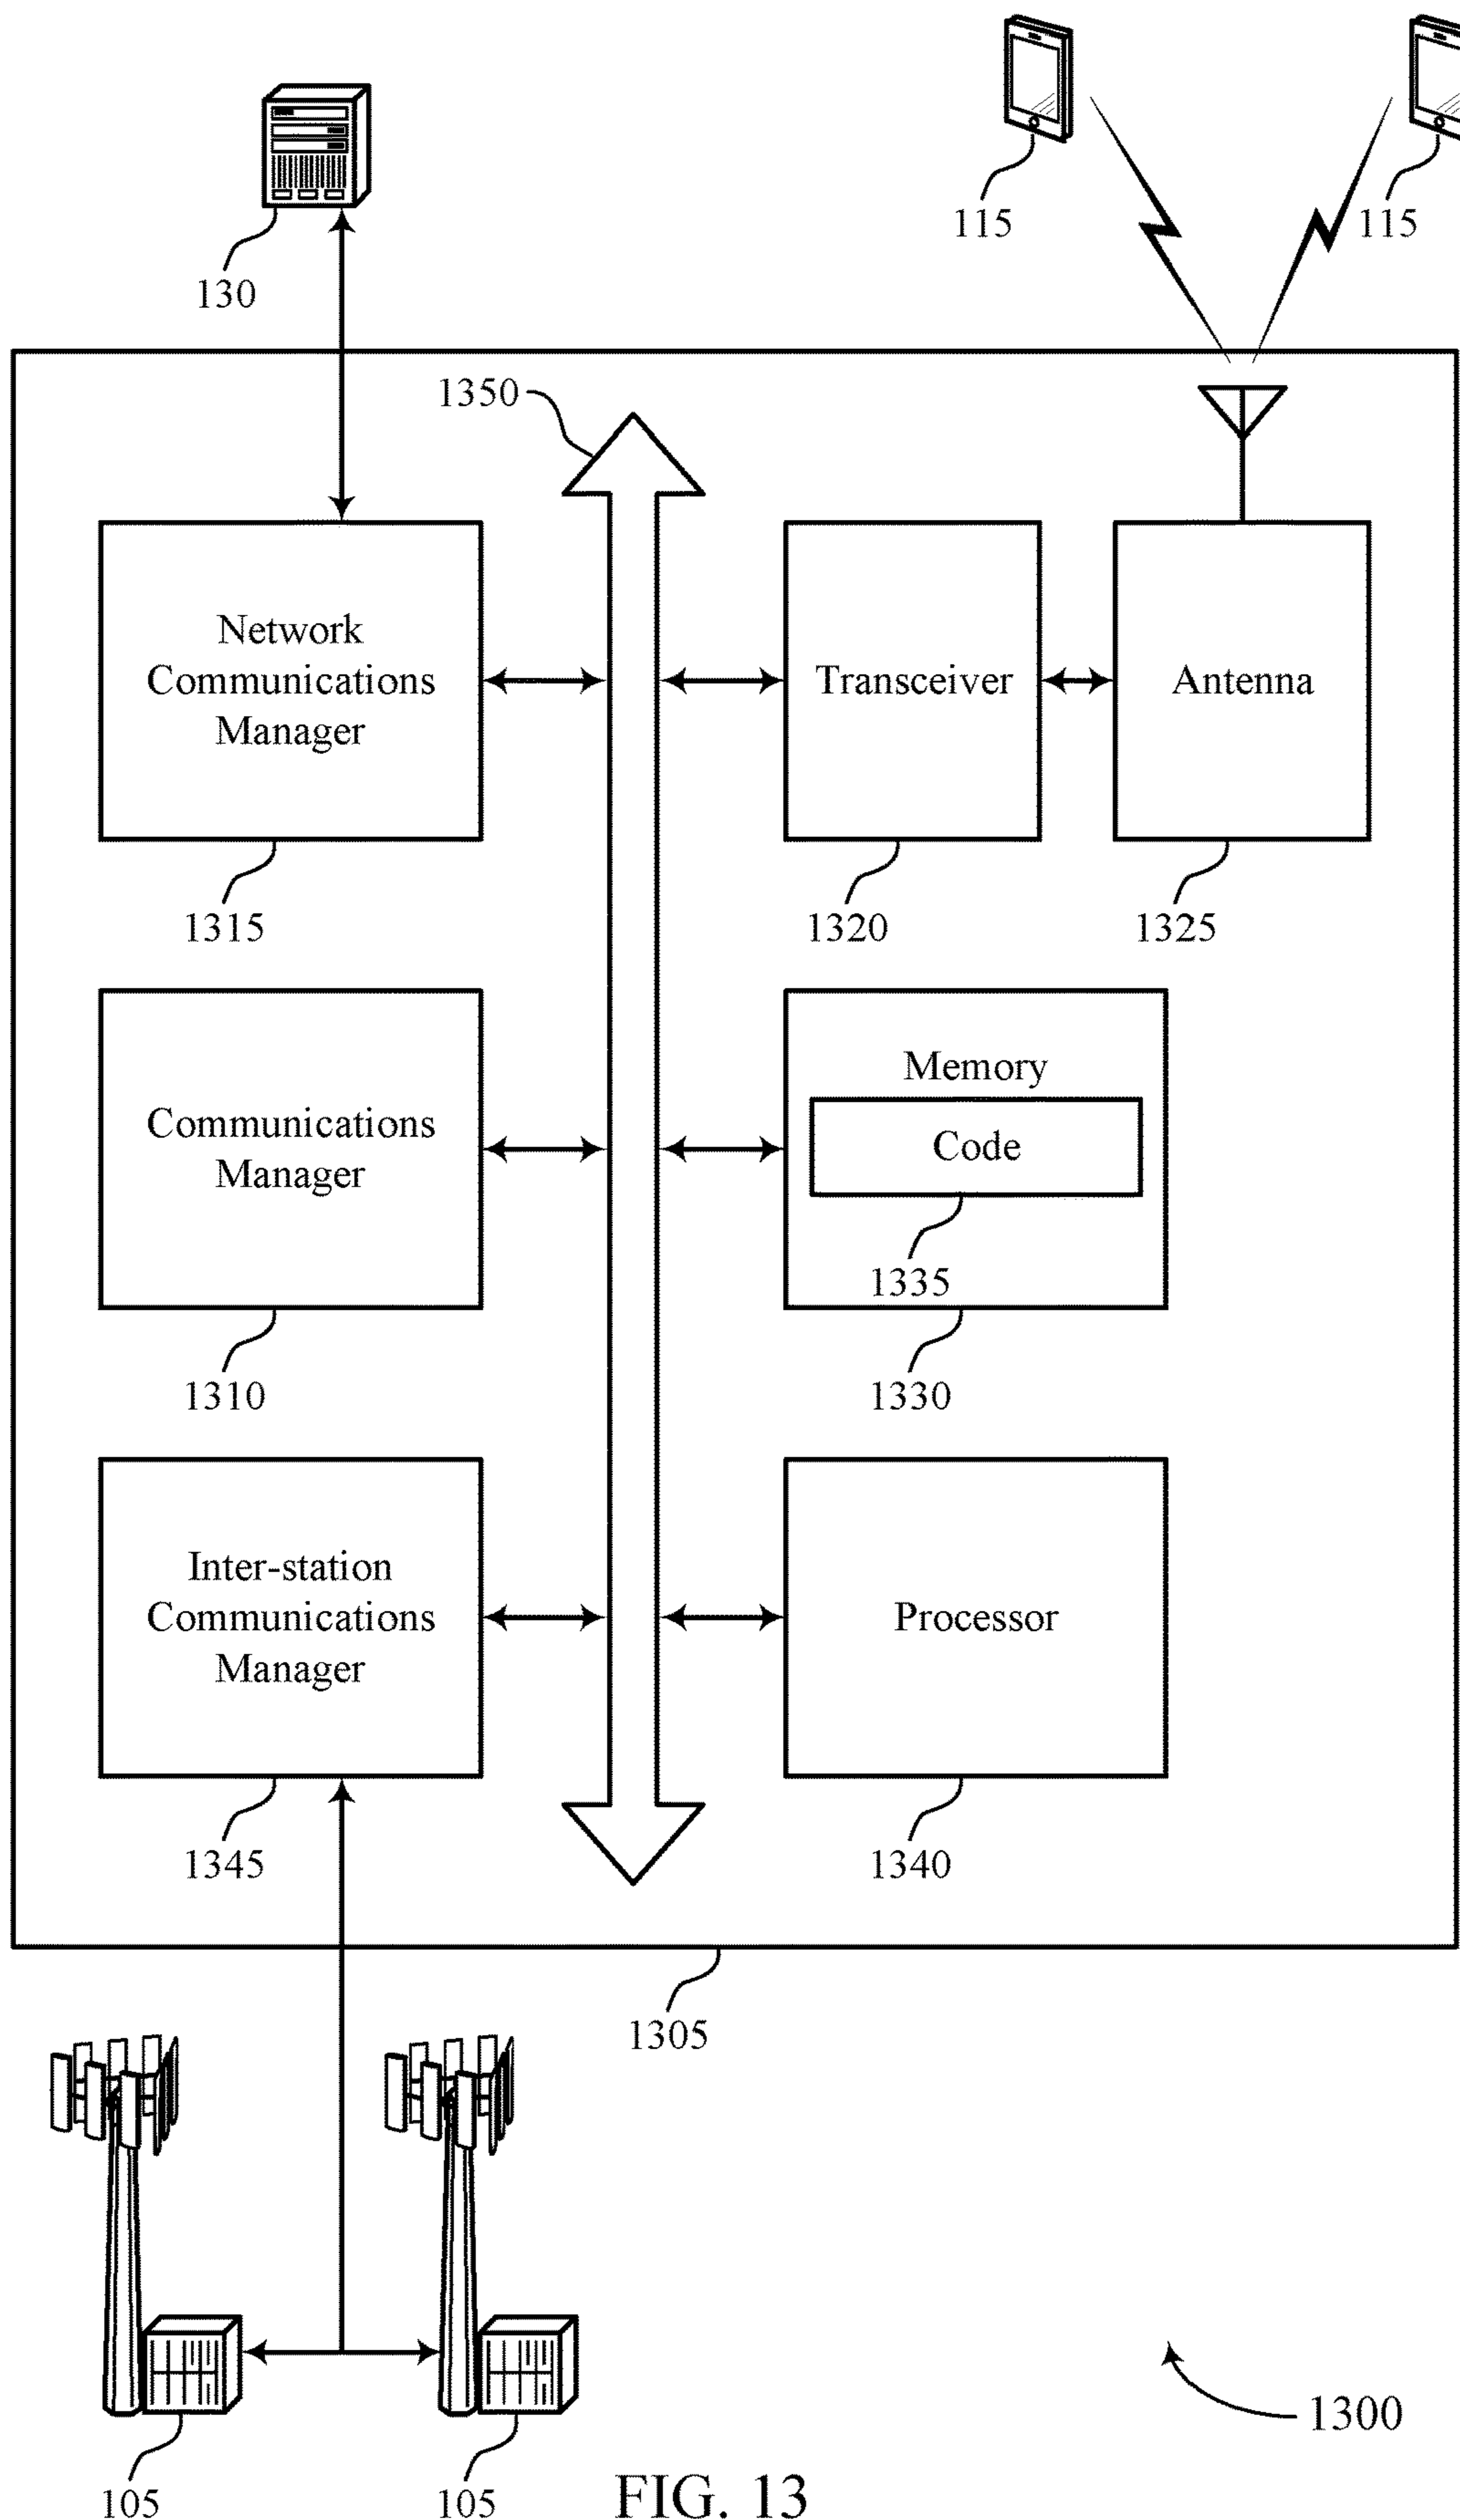 115
115
130
1350
Network
Communications
Manager
Transceiver
Antenna
1315
1320
1325
Communications
Manager
Memory
Code
1335
1310
1330
Inter-station
Communications
Manager
Processor
1345
1340
1305
1300
105
105
FIG. 13